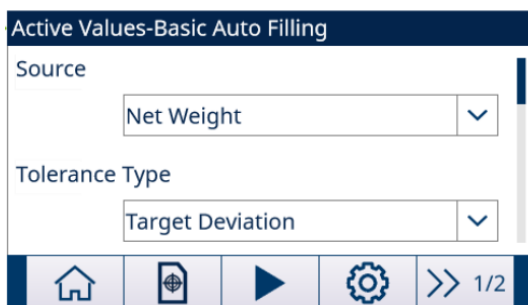 Active Values-Basic Auto Filling
Source
Net Weight
Tolerance Type
Target Deviation
1/2